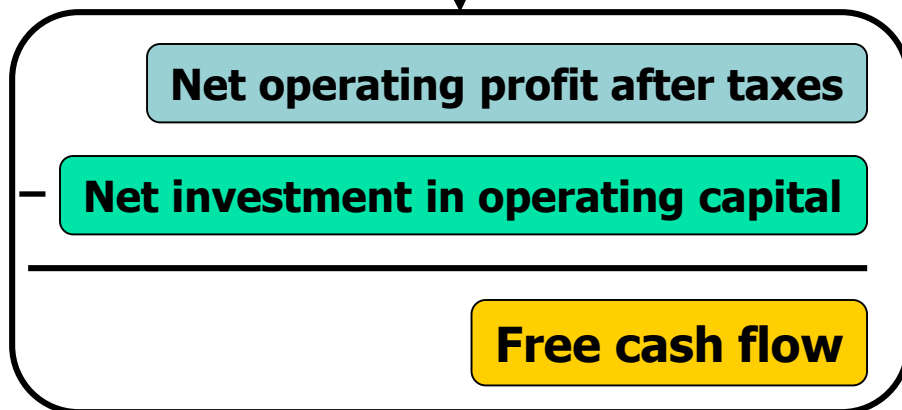 Net operating profit after taxes
– Net investment in operating capital
Free cash flow